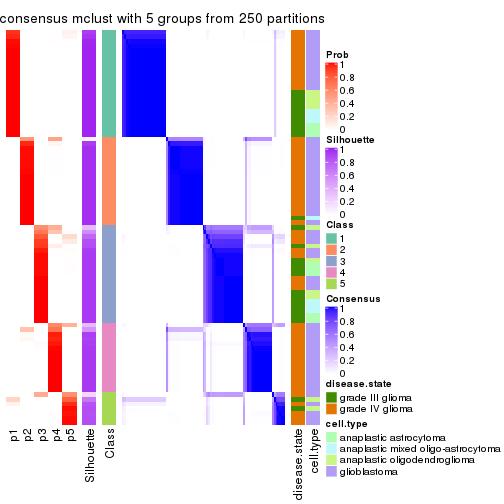 consensus mclust with 5 groups from 250 partitions
Prob
1
0.8
0.6
0.4
0.2
0
Silhouette
1
0.8
0.6
0.4
0.2
0
Class
1
2
3
4
5
Consensus
1
0.8
0.6
0.4
0.2
0
disease.state
grade III glioma
grade IV glioma
cell.type
anaplastic astrocytoma
anaplastic mixed oligo-astrocytoma
anaplastic oligodendroglioma
glioblastoma
p1
p2
p3
p4
p5
Silhouette
Class
disease.state
cell.type